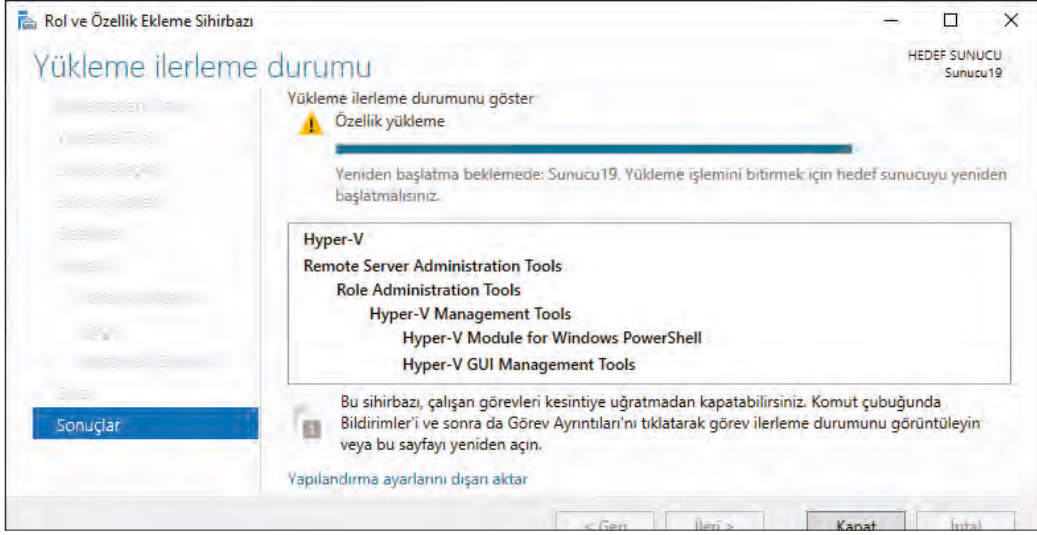 Rol ve Özellik Ekleme Sihirbazı
Yükleme ilerleme durumu
HEDEF SUNUCU
Sunucu19
Yükleme ilerleme durumunu göster
Özellik yükleme
Yeniden başlatma beklemede: Sunucu19. Yükleme işlemini bitirmek için hedef sunucuyu yeniden
başlatmalısınız.
Hyper-V
Remote Server Administration Tools
Role Administration Tools
Hyper-V Management Tools
Hyper-V Module for Windows PowerShell
Hyper-V GUI Management Tools
Sonuçlar
Bu sihirbazı, çalışan görevleri kesintiye uğratmadan kapatabilirsiniz. Komut çubuğunda
Bildirimler'i ve sonra da Görev Ayrıntıları'nı tıklatarak görev ilerleme durumunu görüntüleyin
veya bu sayfayı yeniden açın.
Yapılandırma ayarlarını dışarı aktar
< Geri
İleri >
Kapat
İptal